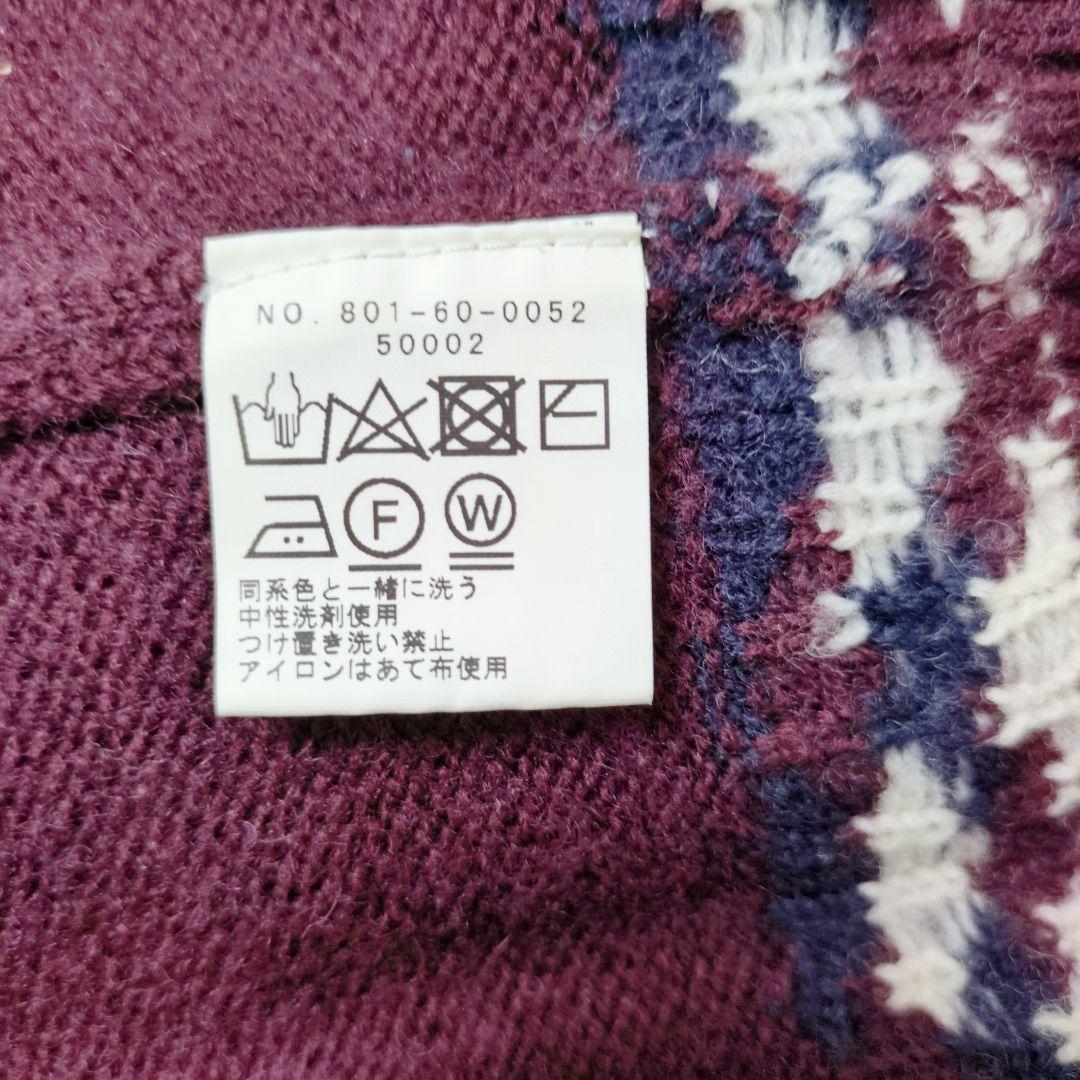 NO. 801-60-0052
50002
F W
同系色と一緒に洗う
中性洗剤使用
つけ置き洗い禁止
アイロンはあて布使用